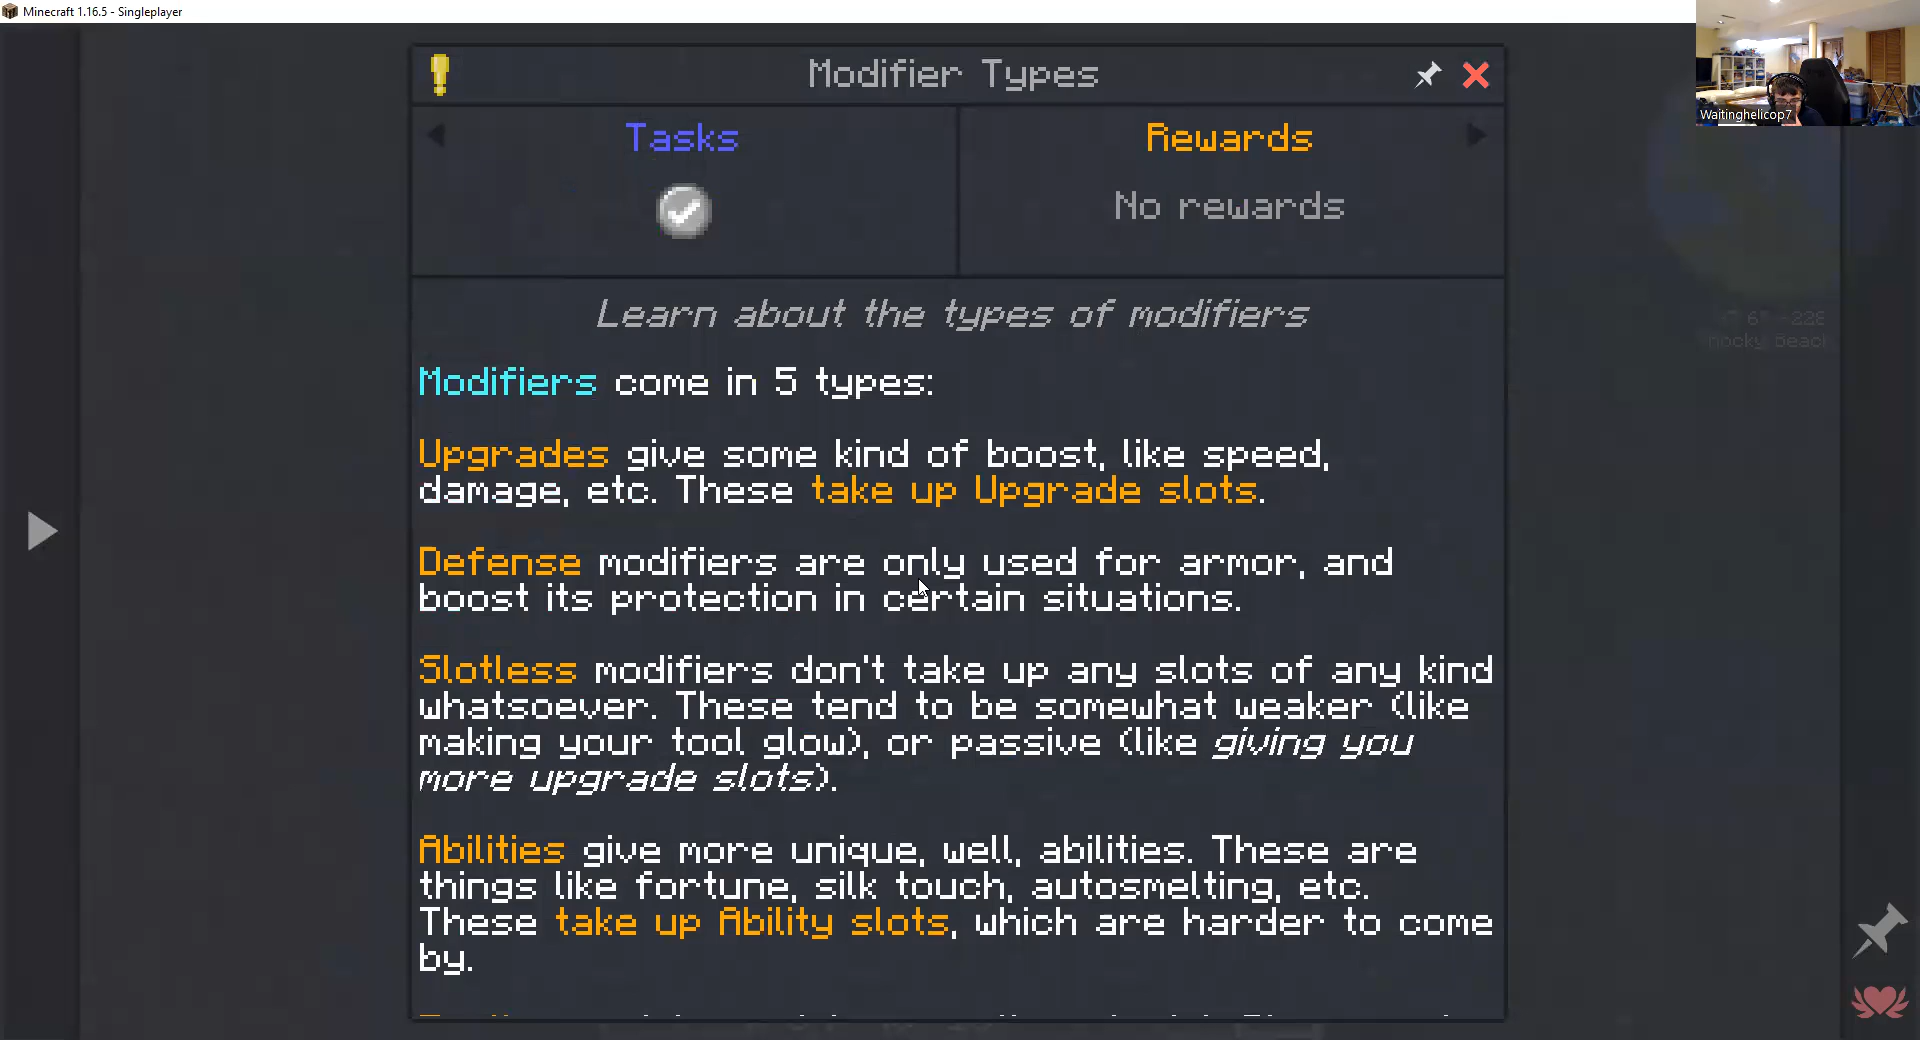 Minecraft 1.16.5 - Singleplayer
Waitinghelicop7
Modifier Types
Tasks
Rewards
No rewards
Learn about the types of modifiers
Modifiers come in 5 types:
Upgrades give some kind of boost, like speed,
damage, etc. These take up Upgrade slots.
Defense modifiers are only used for armor, and
boost its protection in certain situations.
Slotless modifiers don't take up any slots of any kind
whatsoever. These tend to be somewhat weaker (like
making your tool glow), or passive (like giving you
more upgrade slots).
Abilities give more unique, well, abilities. These are
things like fortune, silk touch, autosmelting, etc.
These take up Ability slots, which are harder to come
by.
-228
Rocky Beach